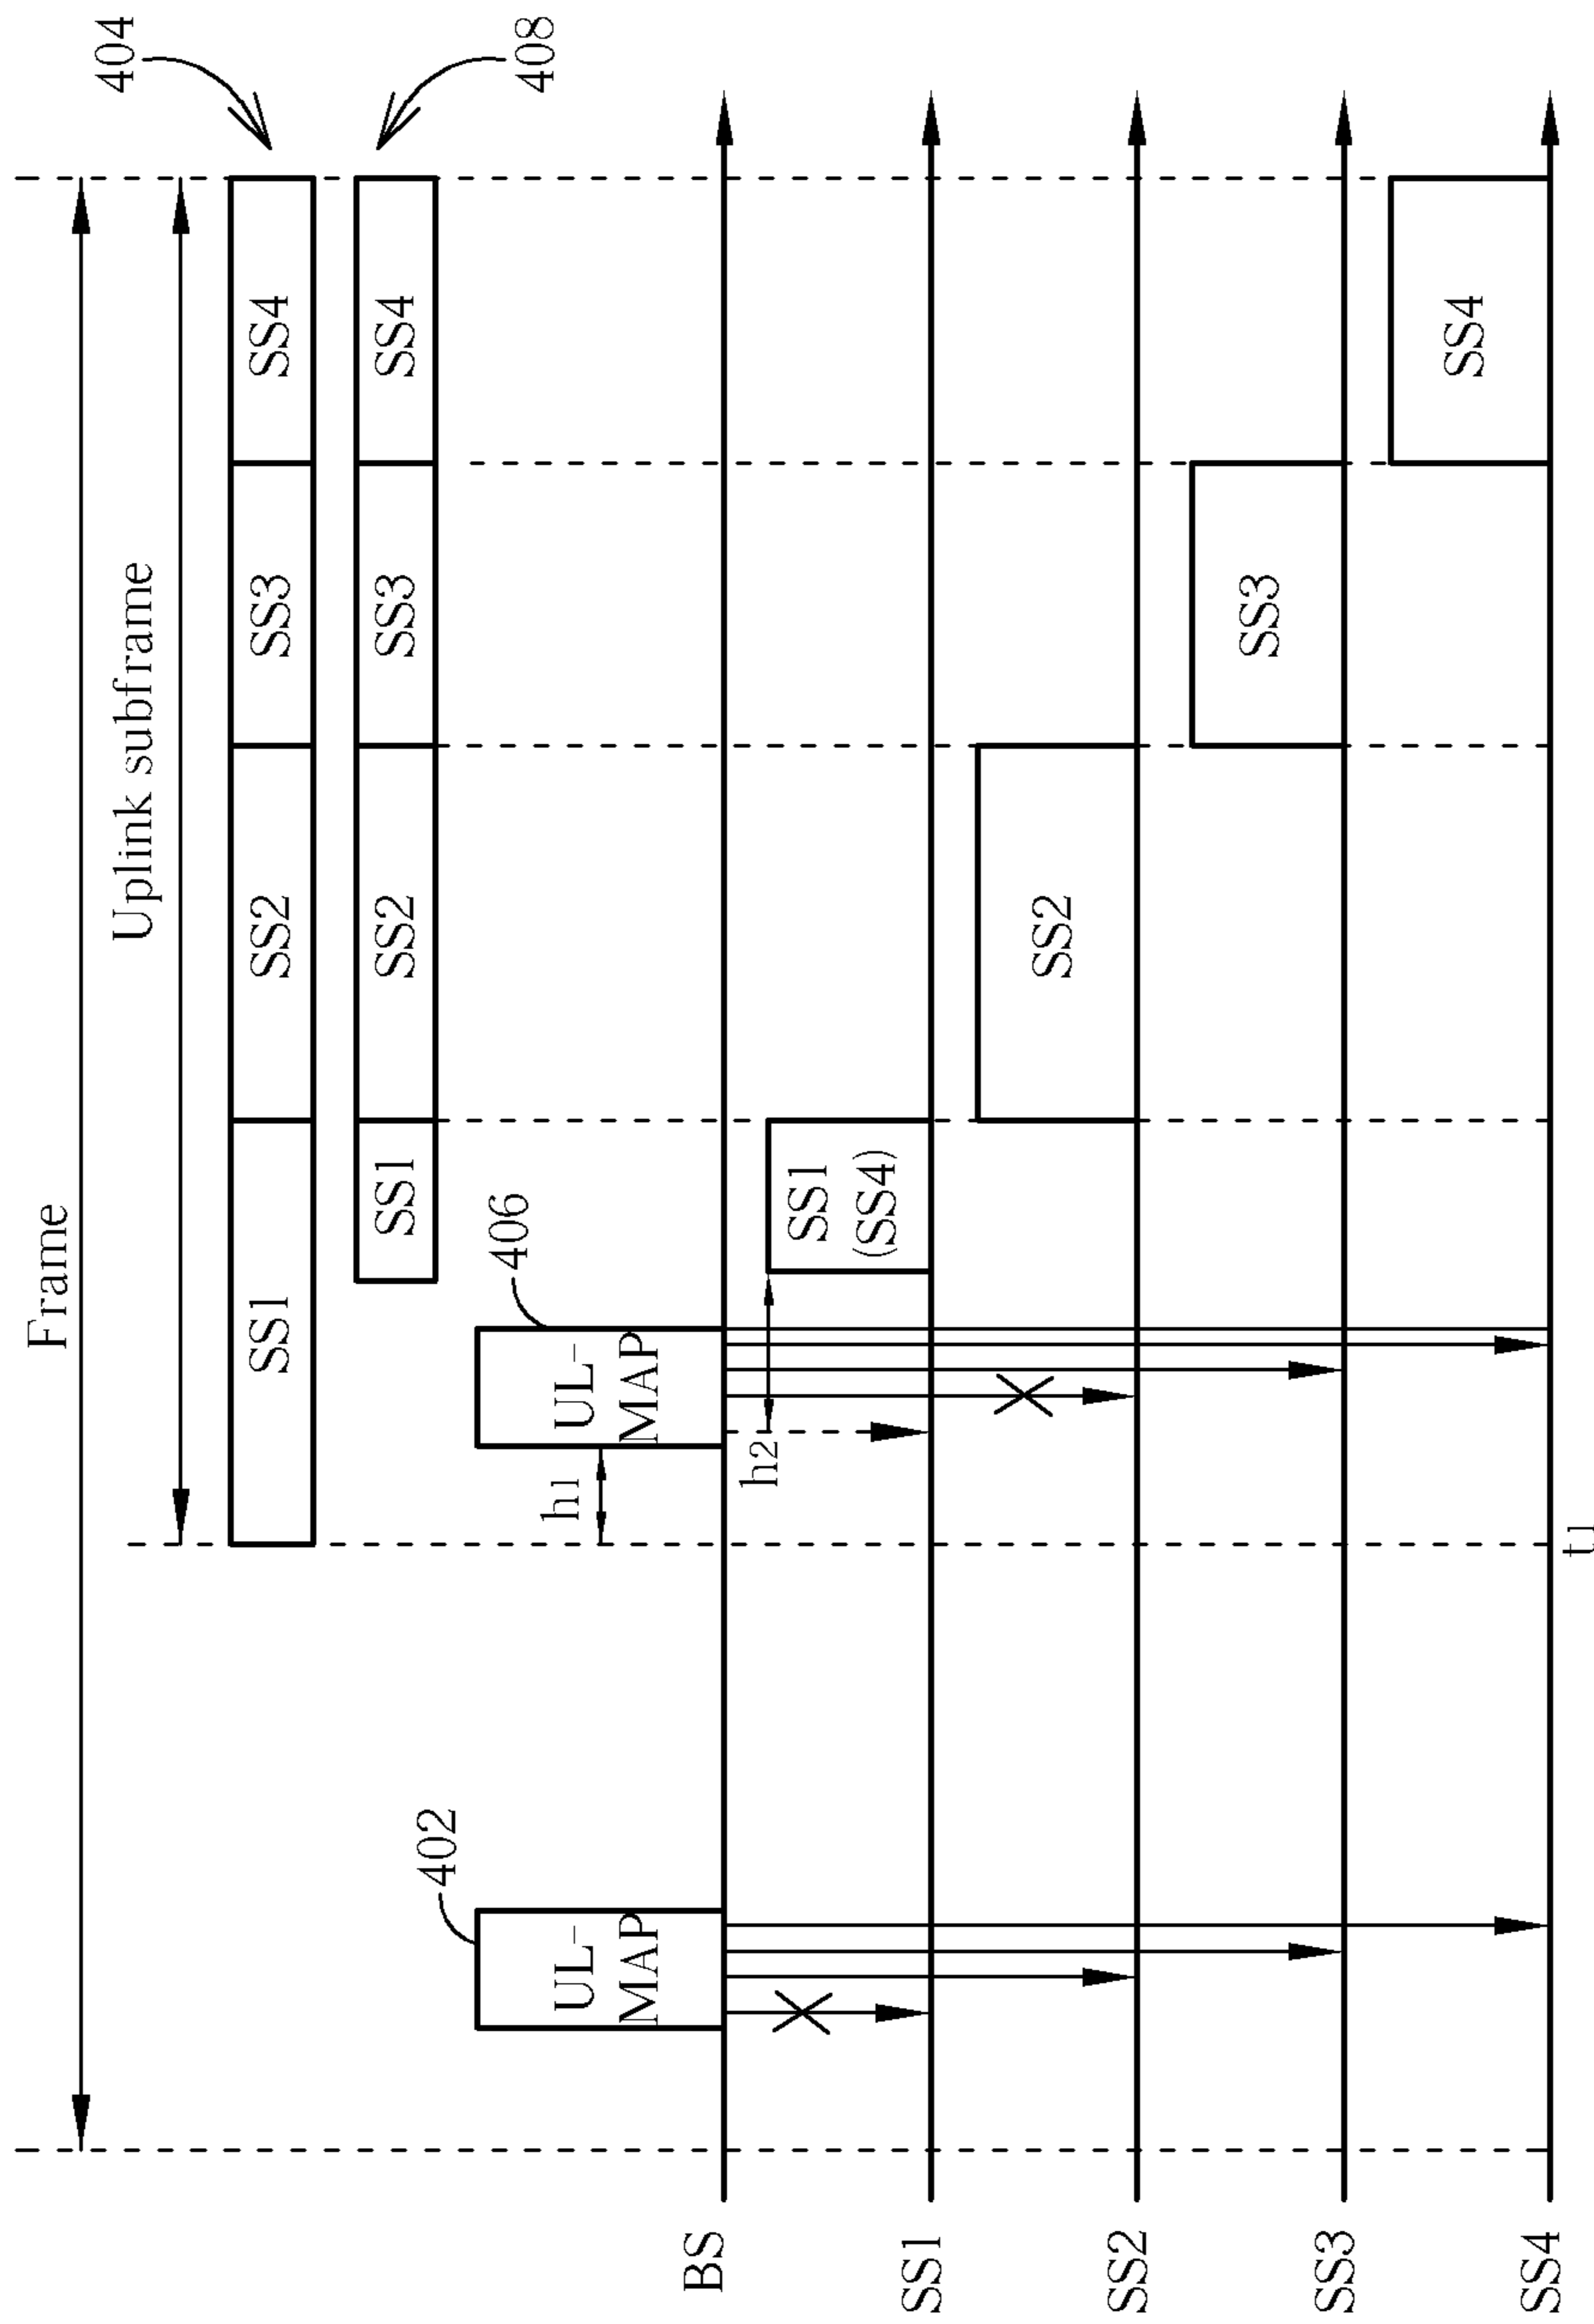 Frame
Uplink subframe
404
SS1
SS2
SS3
SS4
408
SS1
SS2
SS3
SS4
402
UL-
MAP
406
UL-
MAP
h1
BS
h2
SS1
(SS4)
SS1
SS2
SS2
SS3
SS3
SS4
SS4
t1